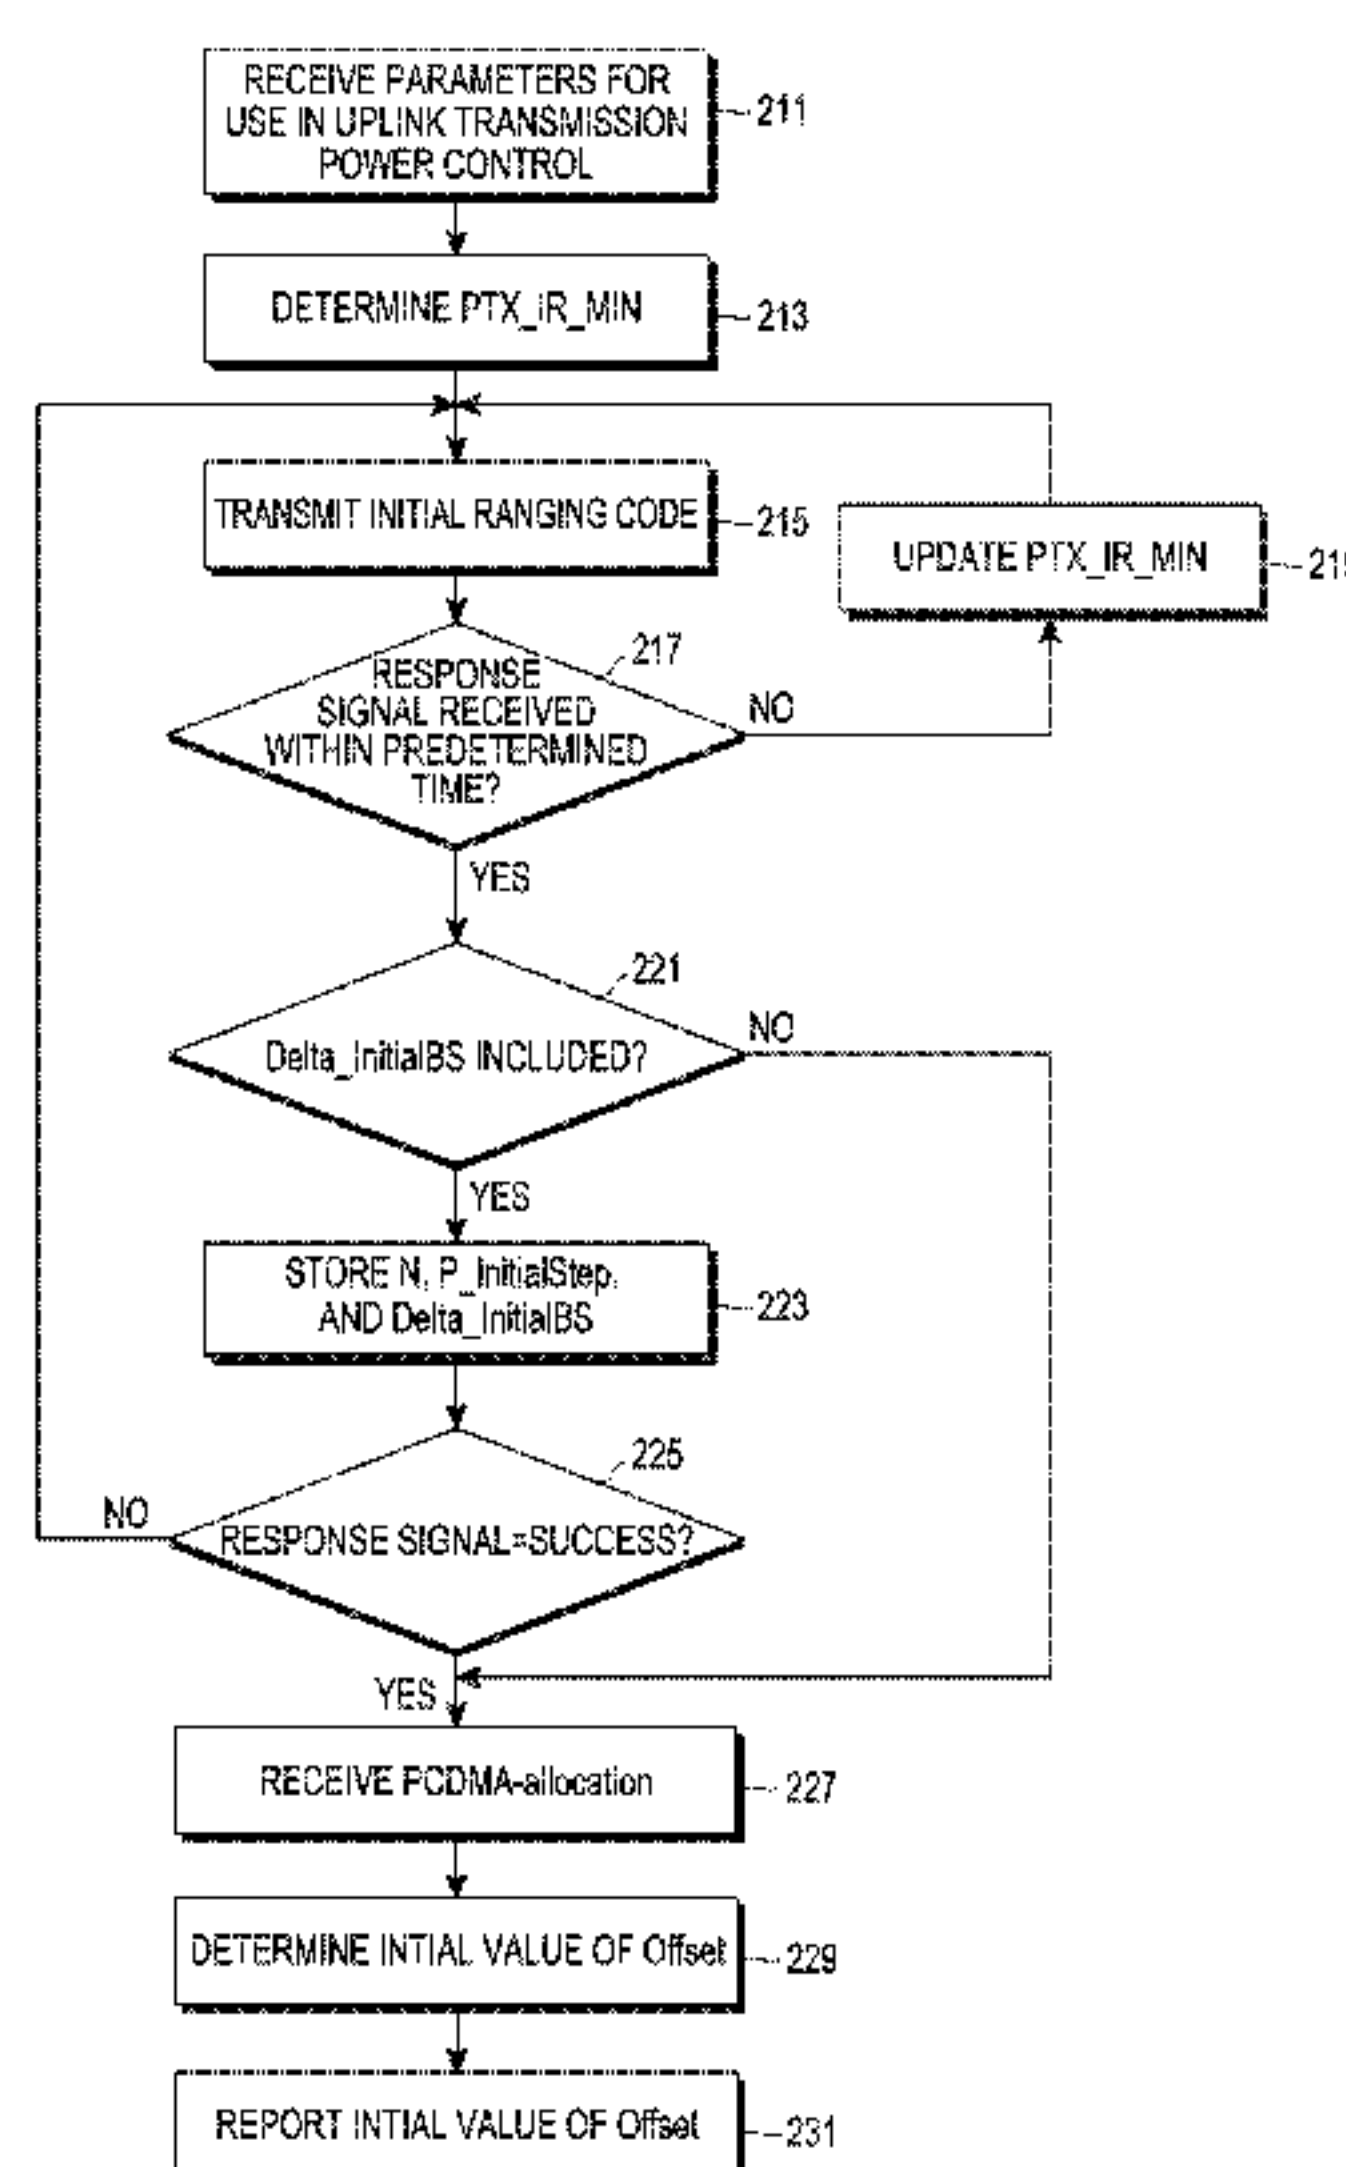 RECEIVE PARAMETERS FOR
USE IN UPLINK TRANSMISSION
POWER CONTROL
211
DETERMINE PTX_IR_MIN
213
TRANSMIT INITIAL RANGING CODE
215
UPDATE PTX_IR_MIN
RESPONSE
SIGNAL RECEIVED
WITHIN PREDETERMINED
TIME?
217
NO
YES
221
Delta_InitialBS INCLUDED?
NO
YES
STORE N, P_InitialStep,
AND Delta_InitialBS
223
225
RESPONSE SIGNAL=SUCCESS?
NO
YES
RECEIVE PCDMA-allocation
227
DETERMINE INTIAL VALUE OF Offset
229
REPORT INTIAL VALUE OF Offset
231